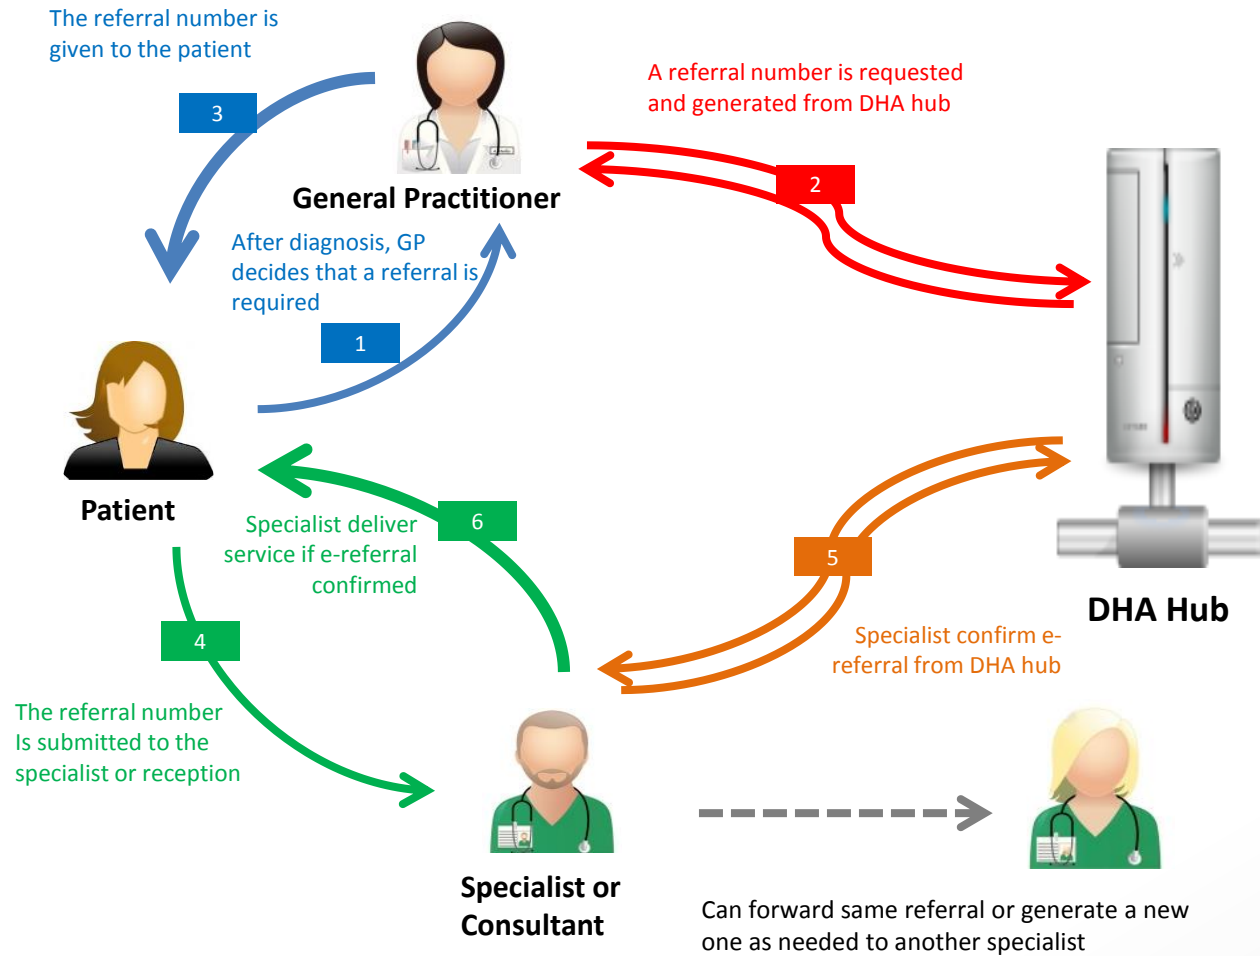 The referral number is
given to the patient
3
General Practitioner
A referral number is requested
and generated from DHA hub
2
After diagnosis, GP
decides that a referral is
required
1
Patient
Specialist deliver
service if e-referral
confirmed
6
4
The referral number
Is submitted to the
specialist or reception
5
Specialist confirm e-
referral from DHA hub
DHA Hub
Specialist or
Consultant
Can forward same referral or generate a new
one as needed to another specialist